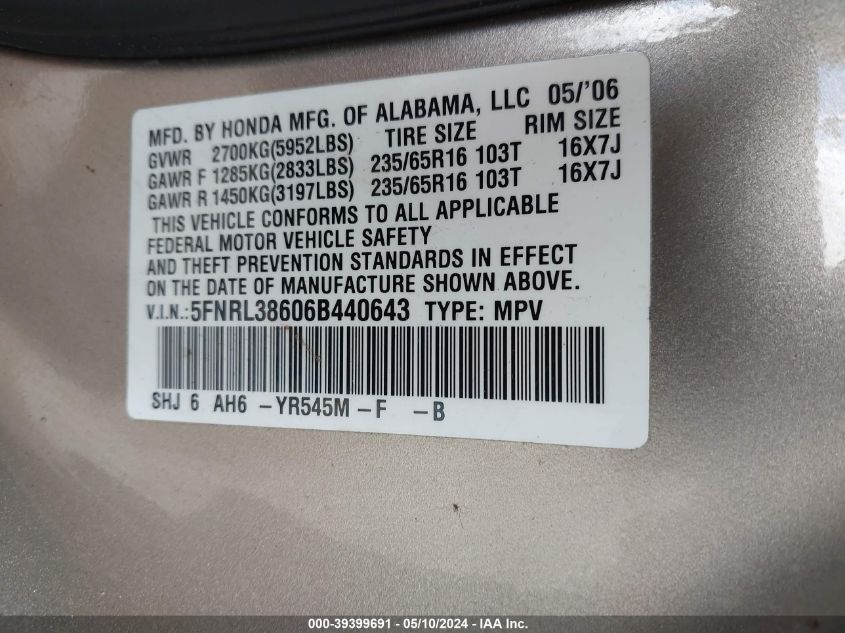 MFD. BY HONDA MFG. OF ALABAMA, LLC 05/'06
GVWR 2700KG(5952LBS) TIRE SIZE RIM SIZE
GAWR F 1285KG(2833LBS) 235/65R16 103T 16X7J
GAWR R 1450KG(3197LBS) 235/65R16 103T 16X7J
THIS VEHICLE CONFORMS TO ALL APPLICABLE
FEDERAL MOTOR VEHICLE SAFETY
AND THEFT PREVENTION STANDARDS IN EFFECT
ON THE DATE OF MANUFACTURE SHOWN ABOVE.
V.I.N.:5FNRL38606B440643 TYPE: MPV
SHJ 6 AH6 -YR545M -F -B
000-39399691 - 05/10/2024 - IAA Inc.